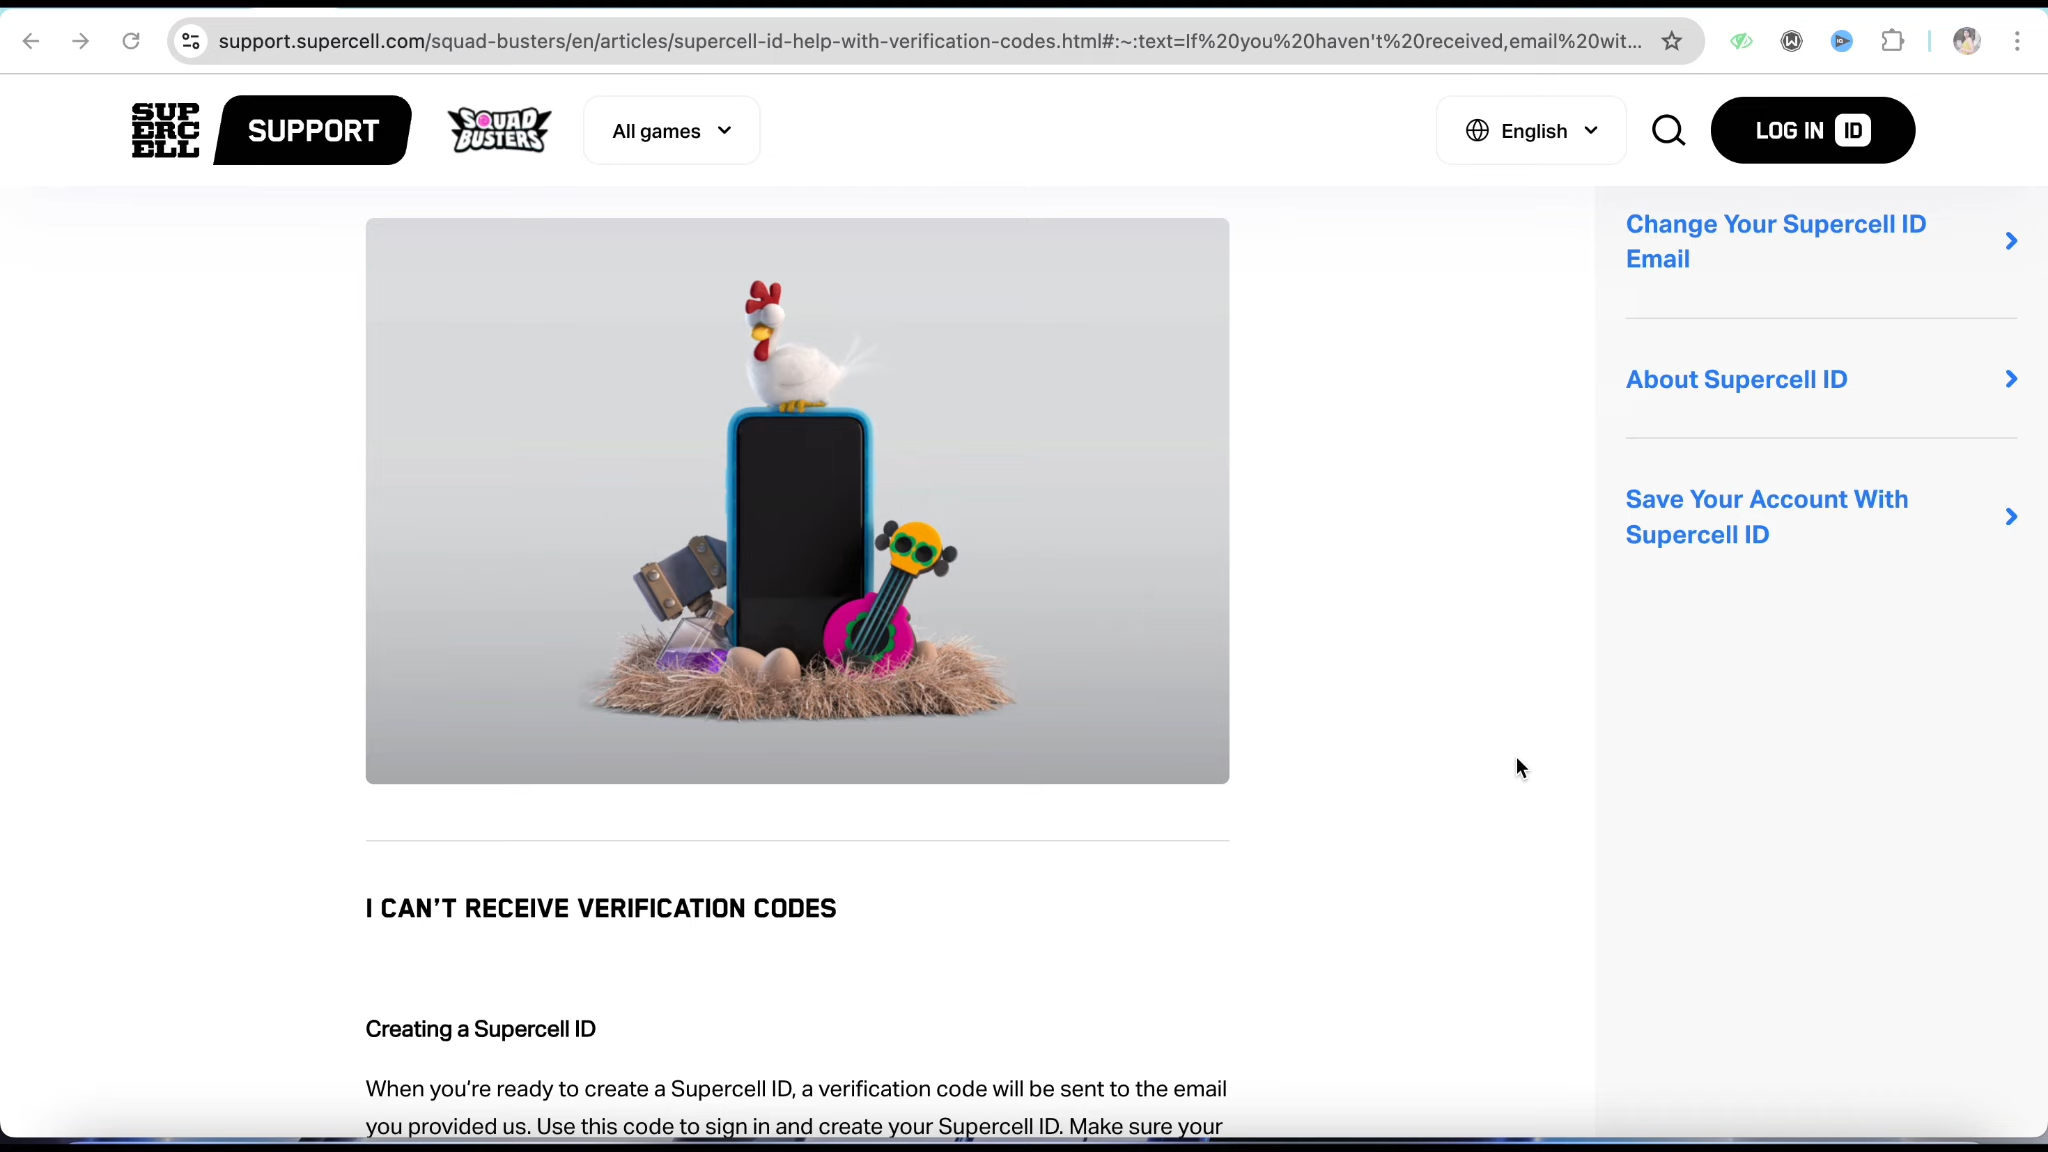 support.supercell.com/squad-busters/en/articles/supercell-id-help-with-verification-codes.html#:~:text=If%20you%20haven't%20received,email%20wit...
SUP
ERC
ELL
SUPPORT
SQUAD
BUSTERS
All games
English
LOG IN ID
Change Your Supercell ID
Email
About Supercell ID
Save Your Account With
Supercell ID
I CAN’T RECEIVE VERIFICATION CODES
Creating a Supercell ID
When you’re ready to create a Supercell ID, a verification code will be sent to the email
you provided us. Use this code to sign in and create your Supercell ID. Make sure your